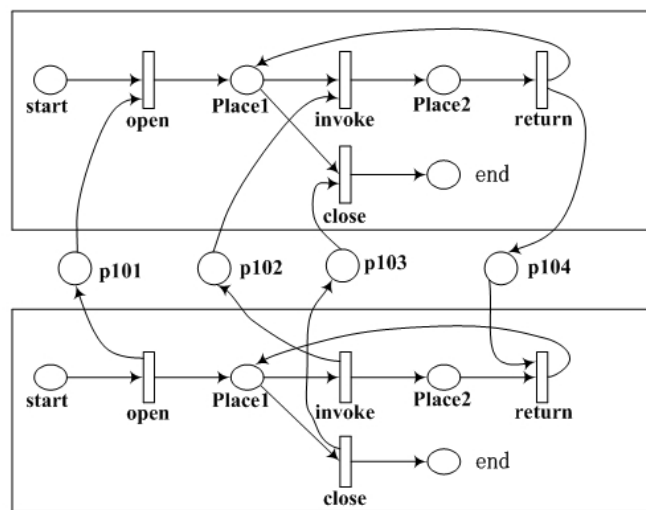 start
open
Place1
invoke
Place2
return
close
end
p101
p102
p103
p104
start
open
Place1
invoke
Place2
return
close
end